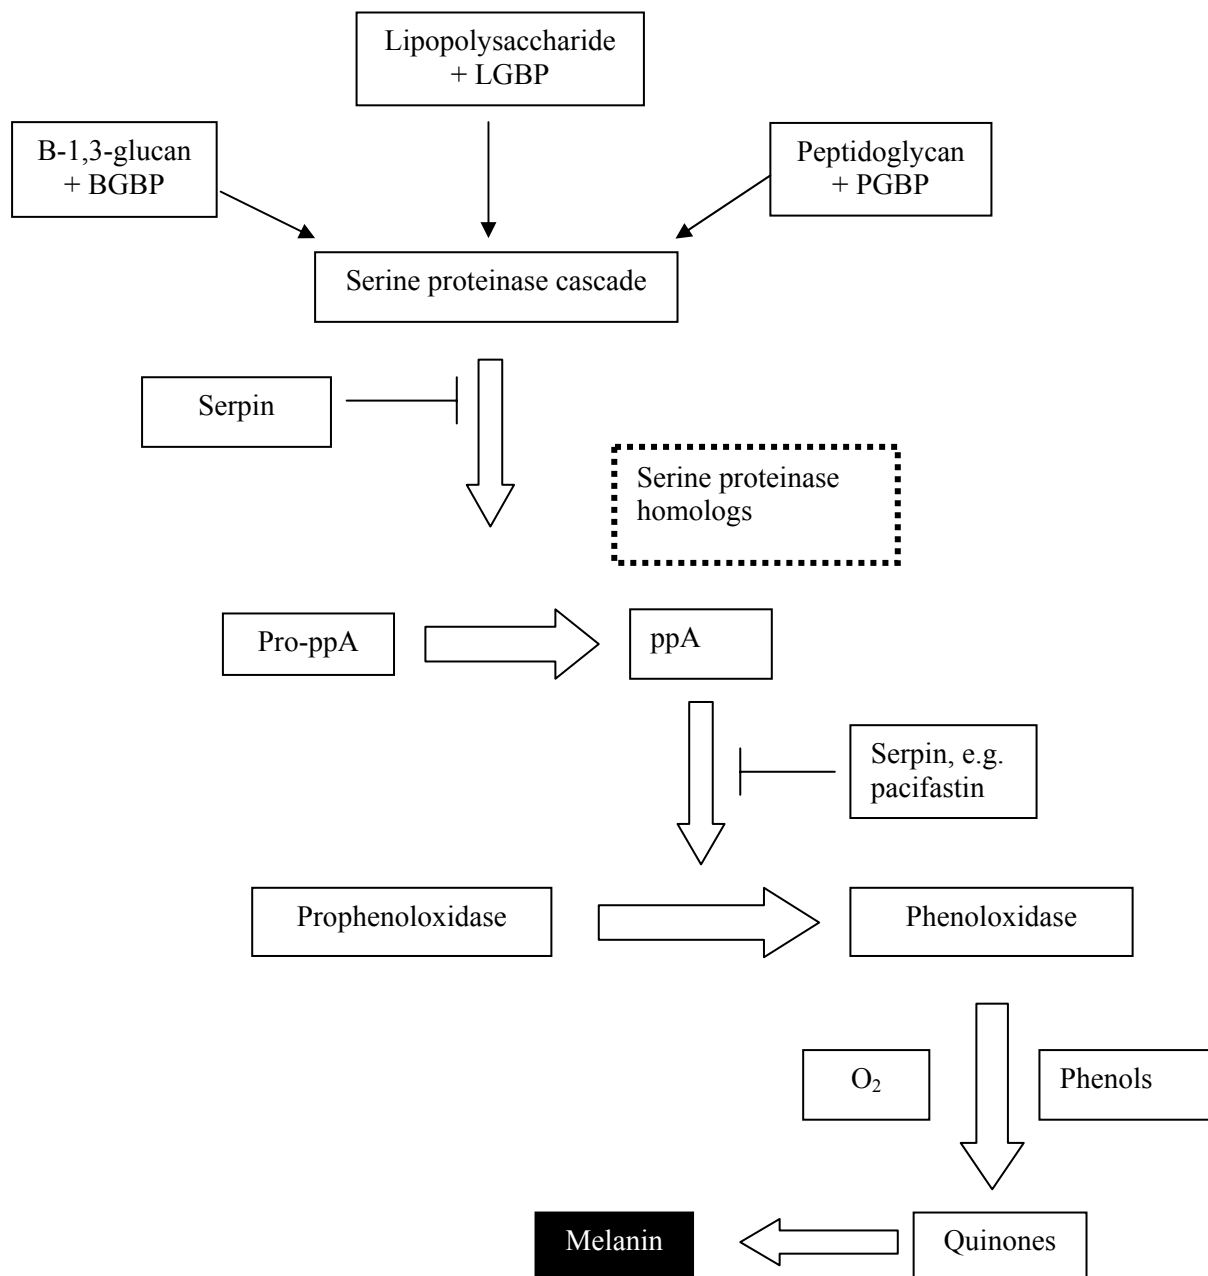 Lipopolysaccharide
+ LGBP
B-1,3-glucan
+ BGBP
Peptidoglycan
+ PGBP
Serine proteinase cascade
Serpin
Serine proteinase
homologs
Pro-ppA
ppA
Serpin, e.g.
pacifastin
Prophenoloxidase
Phenoloxidase
O₂
Phenols
Melanin
Quinones